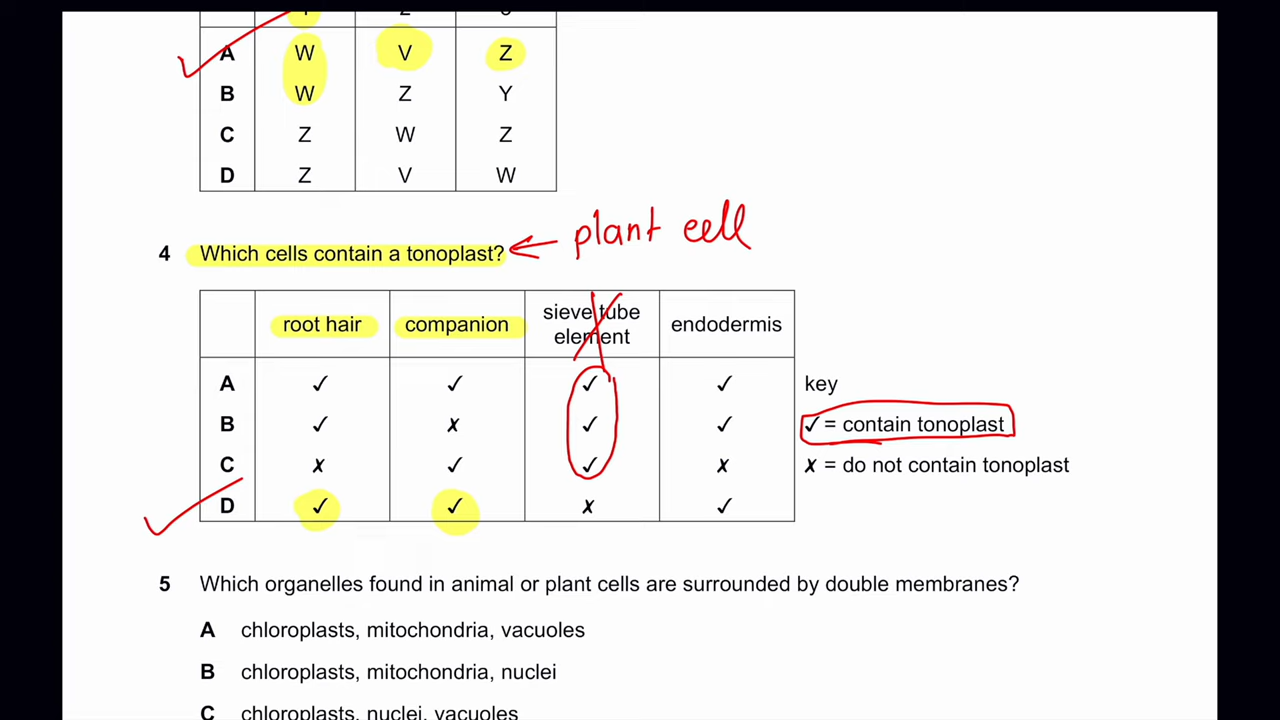 A W V Z
B W Z Y
C Z W Z
D Z V W
plant cell
4 Which cells contain a tonoplast?
root hair companion sieve tube element endodermis
A ✓ ✓ ✓ ✓ key
B ✓ ✗ ✓ ✓ ✓ = contain tonoplast
C ✗ ✓ ✓ ✗ ✗ = do not contain tonoplast
D ✓ ✓ ✗ ✓
5 Which organelles found in animal or plant cells are surrounded by double membranes?
A chloroplasts, mitochondria, vacuoles
B chloroplasts, mitochondria, nuclei
C chloroplasts, nuclei, vacuoles